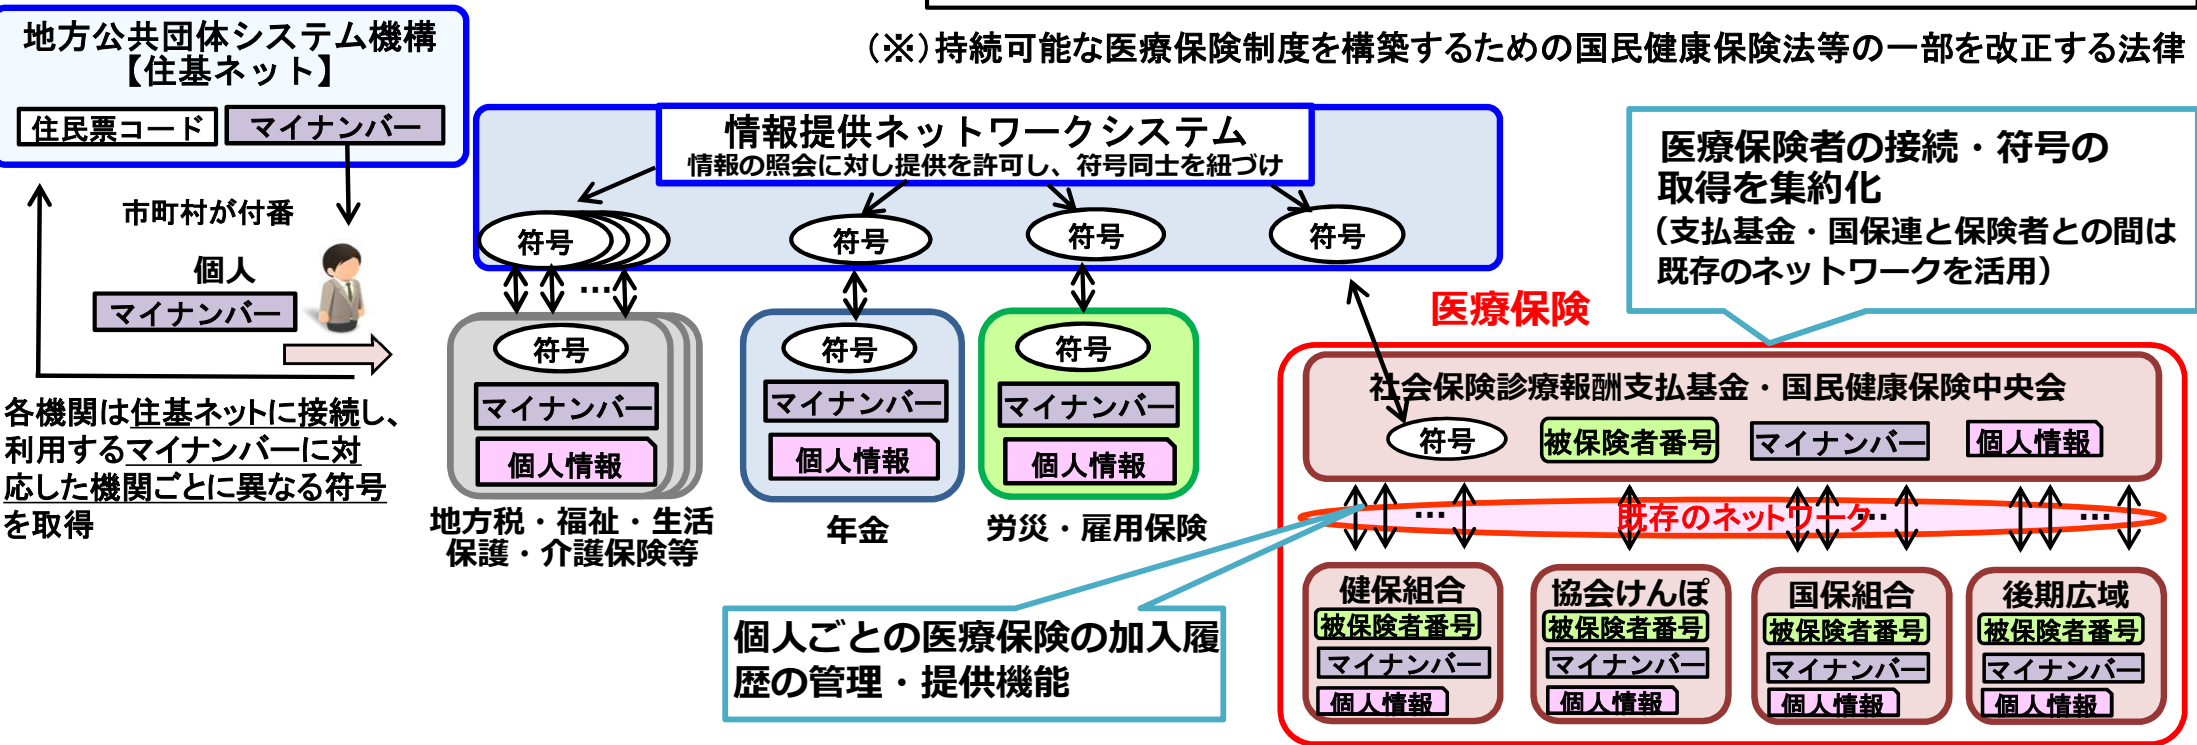 地方公共団体システム機構
【住基ネット】
住民票コード
マイナンバー
市町村が付番
個人
マイナンバー
各機関は住基ネットに接続し、
利用するマイナンバーに対
応した機関ごとに異なる符号
を取得
(※)持続可能な医療保険制度を構築するための国民健康保険法等の一部を改正する法律
情報提供ネットワークシステム
情報の照会に対し提供を許可し、符号同士を紐づけ
符号
符号
符号
符号
…
符号
マイナンバー
個人情報
地方税・福祉・生活
保護・介護保険等
符号
マイナンバー
個人情報
年金
符号
マイナンバー
個人情報
労災・雇用保険
医療保険者の接続・符号の
取得を集約化
（支払基金・国保連と保険者との間は
既存のネットワークを活用）
医療保険
社会保険診療報酬支払基金・国民健康保険中央会
符号
被保険者番号
マイナンバー
個人情報
…
既存のネットワーク
…
…
健保組合
被保険者番号
マイナンバー
個人情報
協会けんぽ
被保険者番号
マイナンバー
個人情報
国保組合
被保険者番号
マイナンバー
個人情報
後期広域
被保険者番号
マイナンバー
個人情報
個人ごとの医療保険の加入履
歴の管理・提供機能